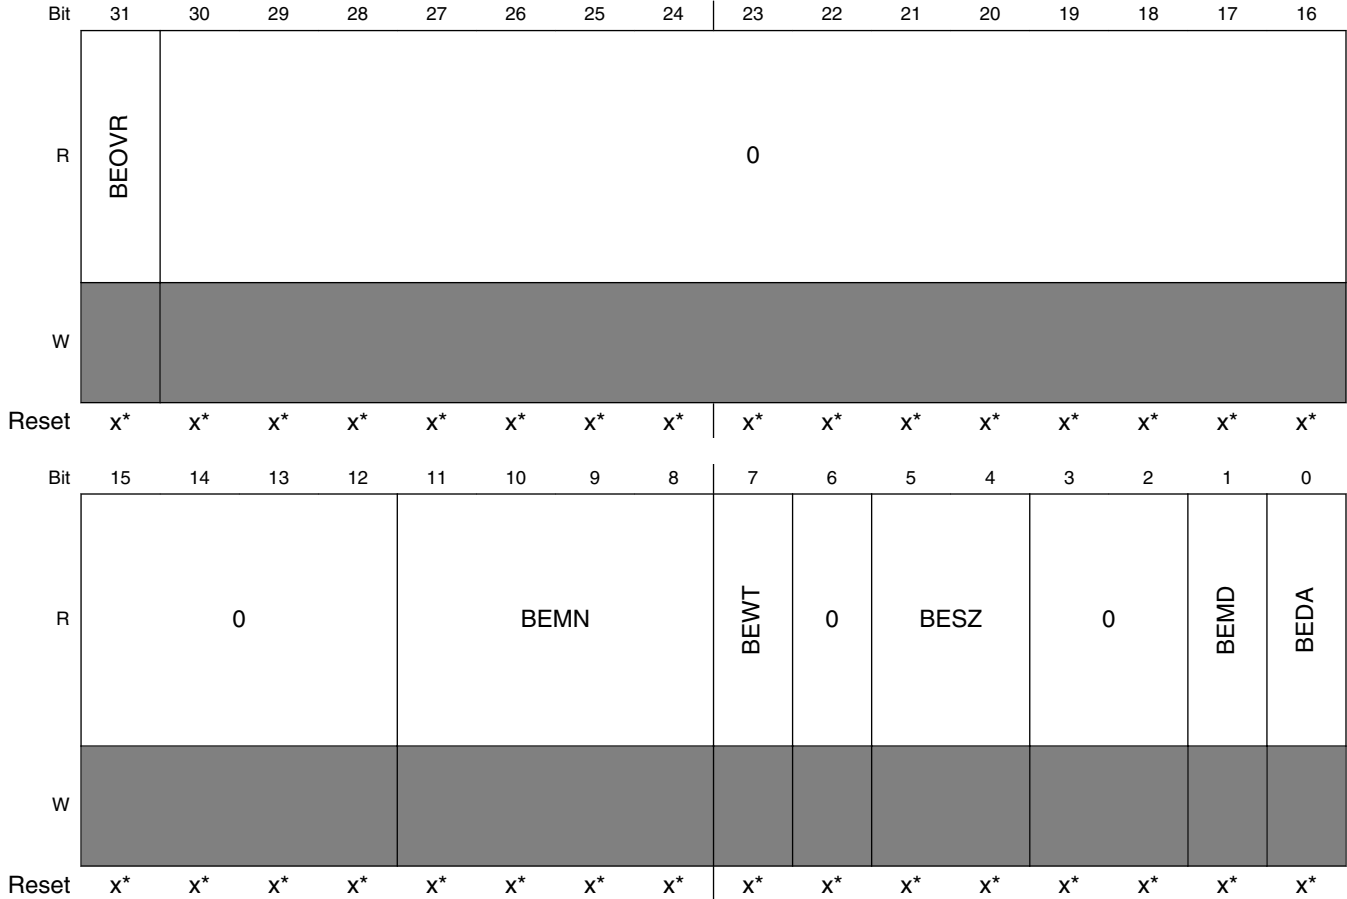 Bit 31 30 29 28 27 26 25 24 23 22 21 20 19 18 17 16
R BEOVR 0
W
Reset x* x* x* x* x* x* x* x* x* x* x* x* x* x* x* x*
Bit 15 14 13 12 11 10 9 8 7 6 5 4 3 2 1 0
R 0 BEMN BEWT 0 BESZ 0 BEMD BEDA
W
Reset x* x* x* x* x* x* x* x* x* x* x* x* x* x* x* x*